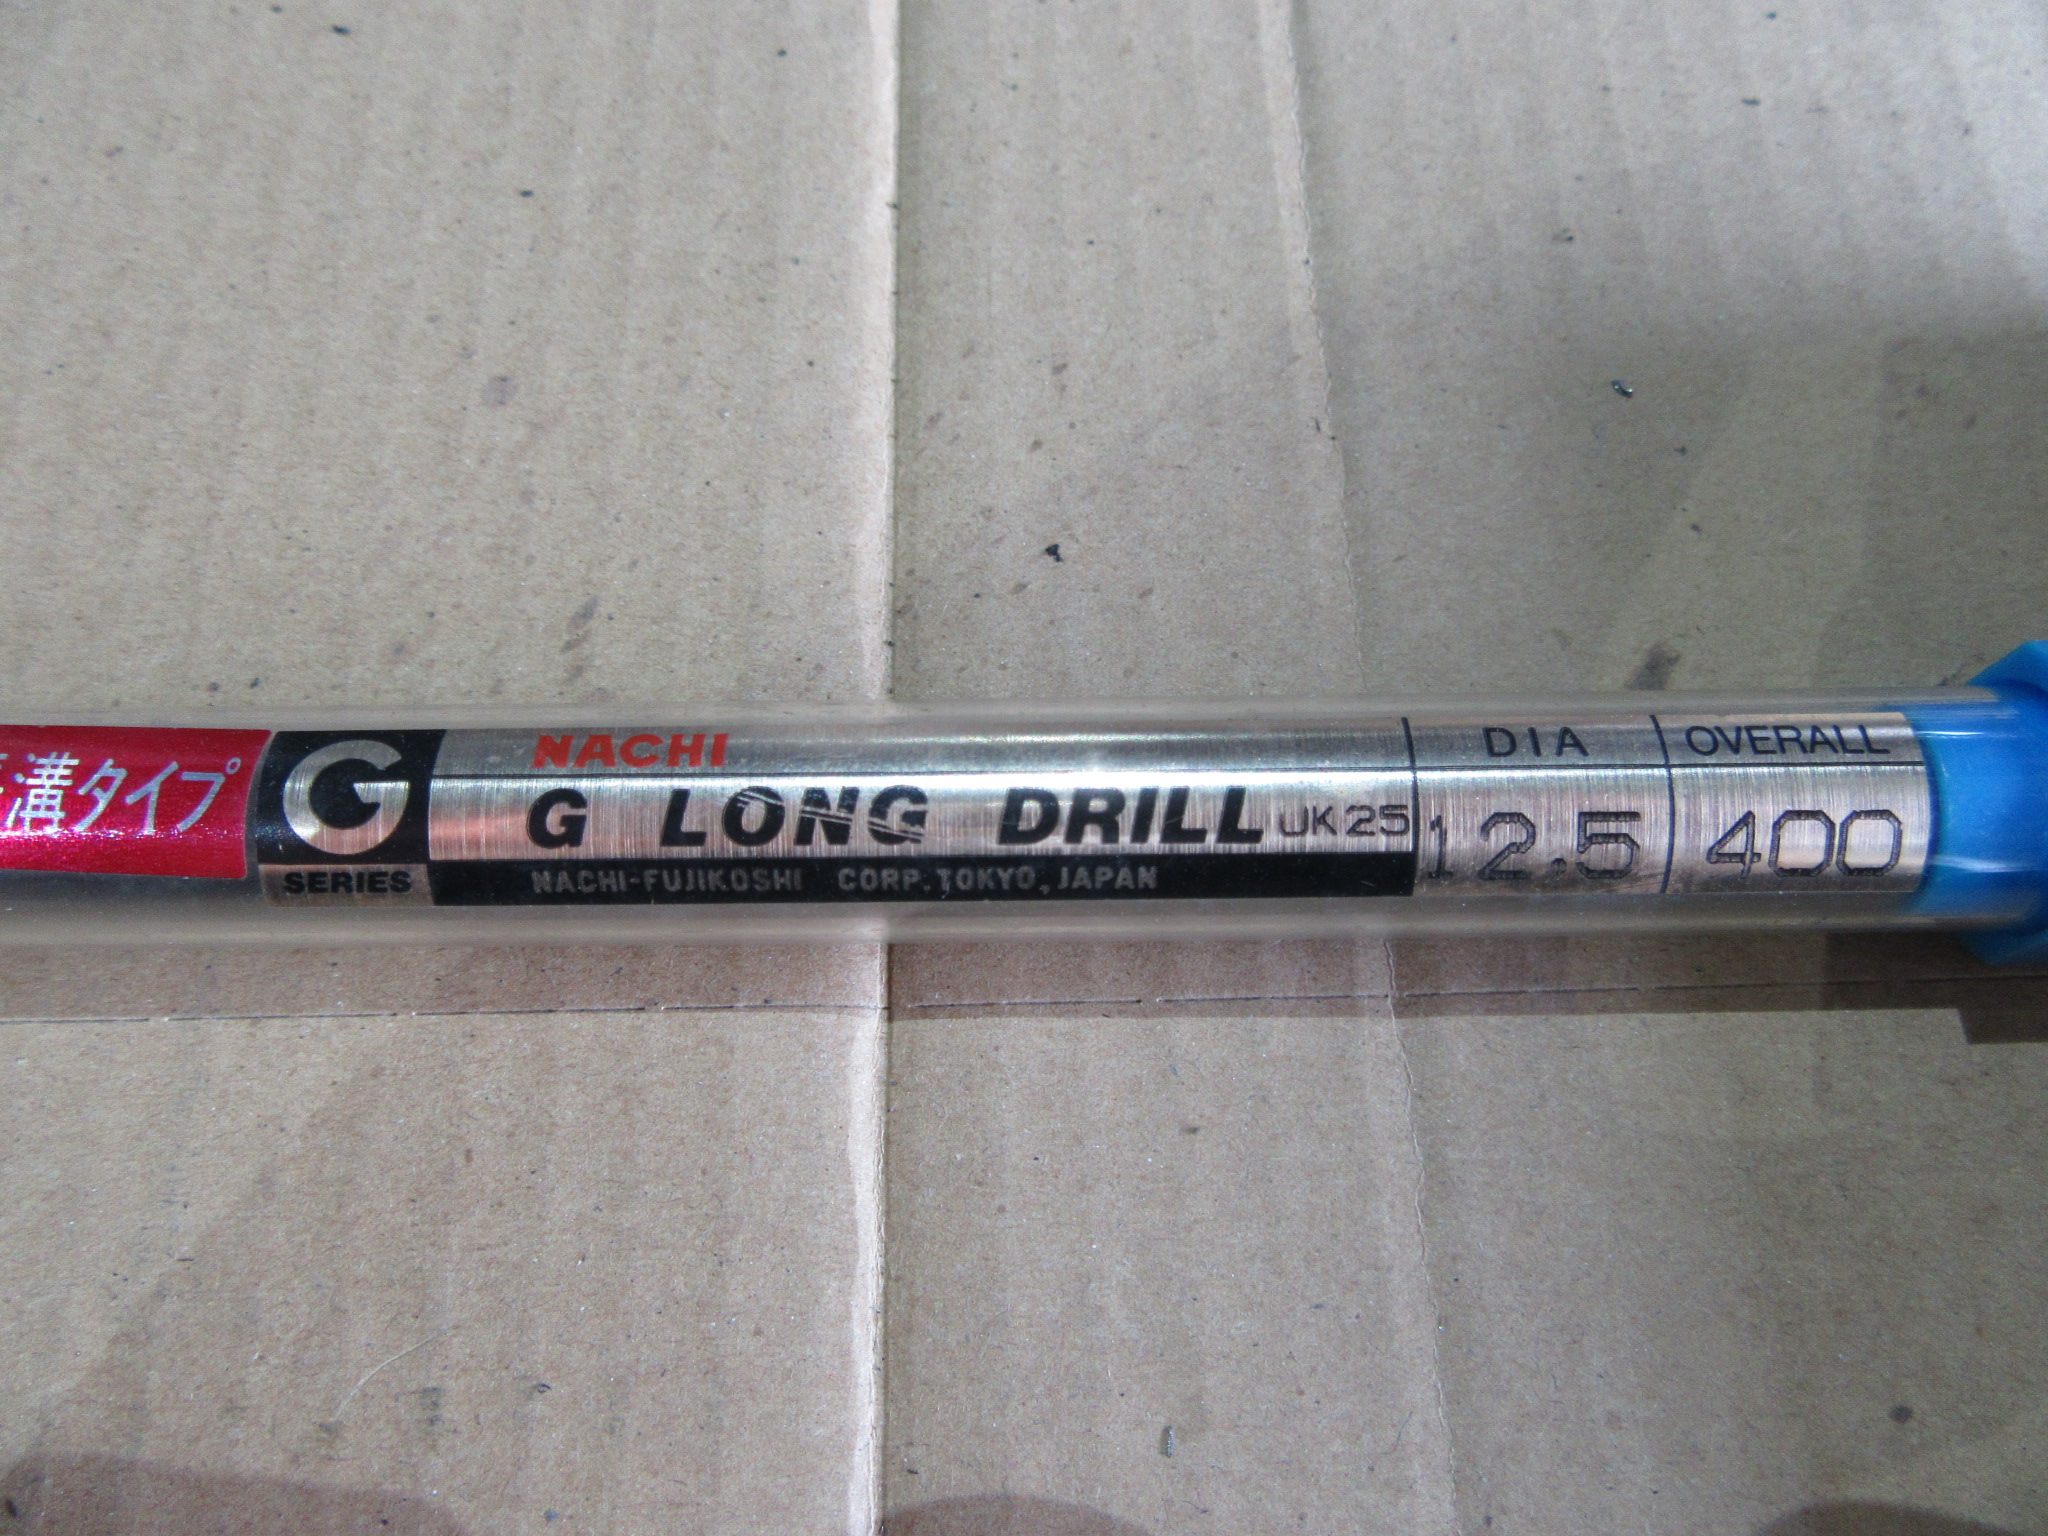 溝タイプ
G
SERIES
NACHI
G LONG DRILL UK25
NACHI-FUJIKOSHI CORP. TOKYO, JAPAN
DIA
12.5
OVERALL
400